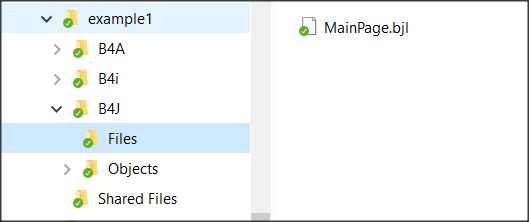 example1
B4A
B4i
B4J
Files
Objects
Shared Files
MainPage.bjl